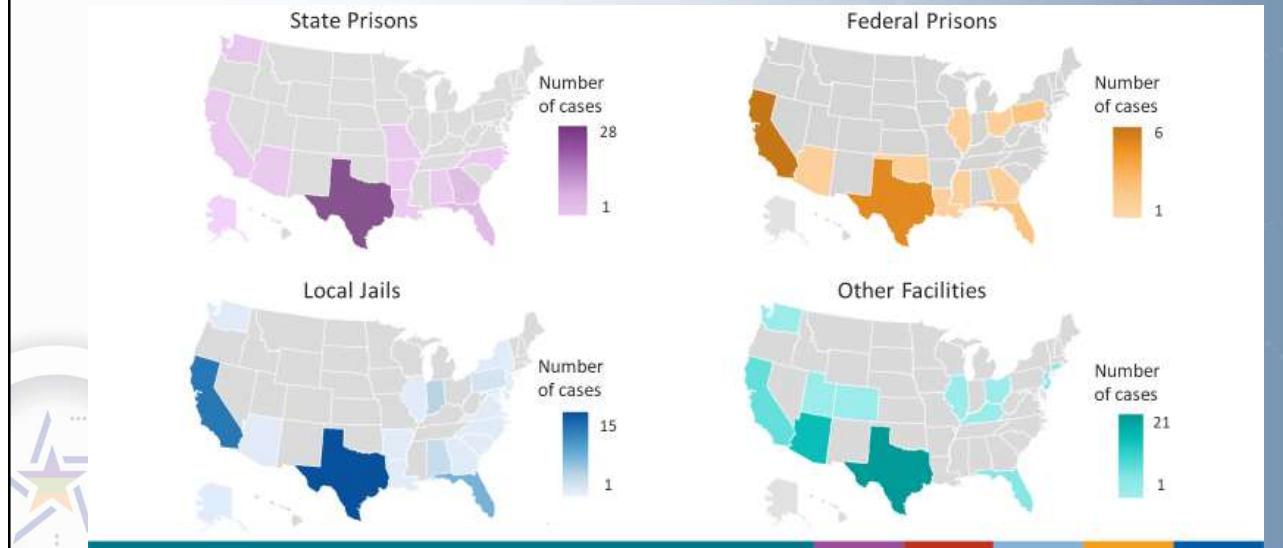 State Prisons
Number
of cases
28
1
Federal Prisons
Number
of cases
6
1
Local Jails
Number
of cases
15
1
Other Facilities
Number
of cases
21
1